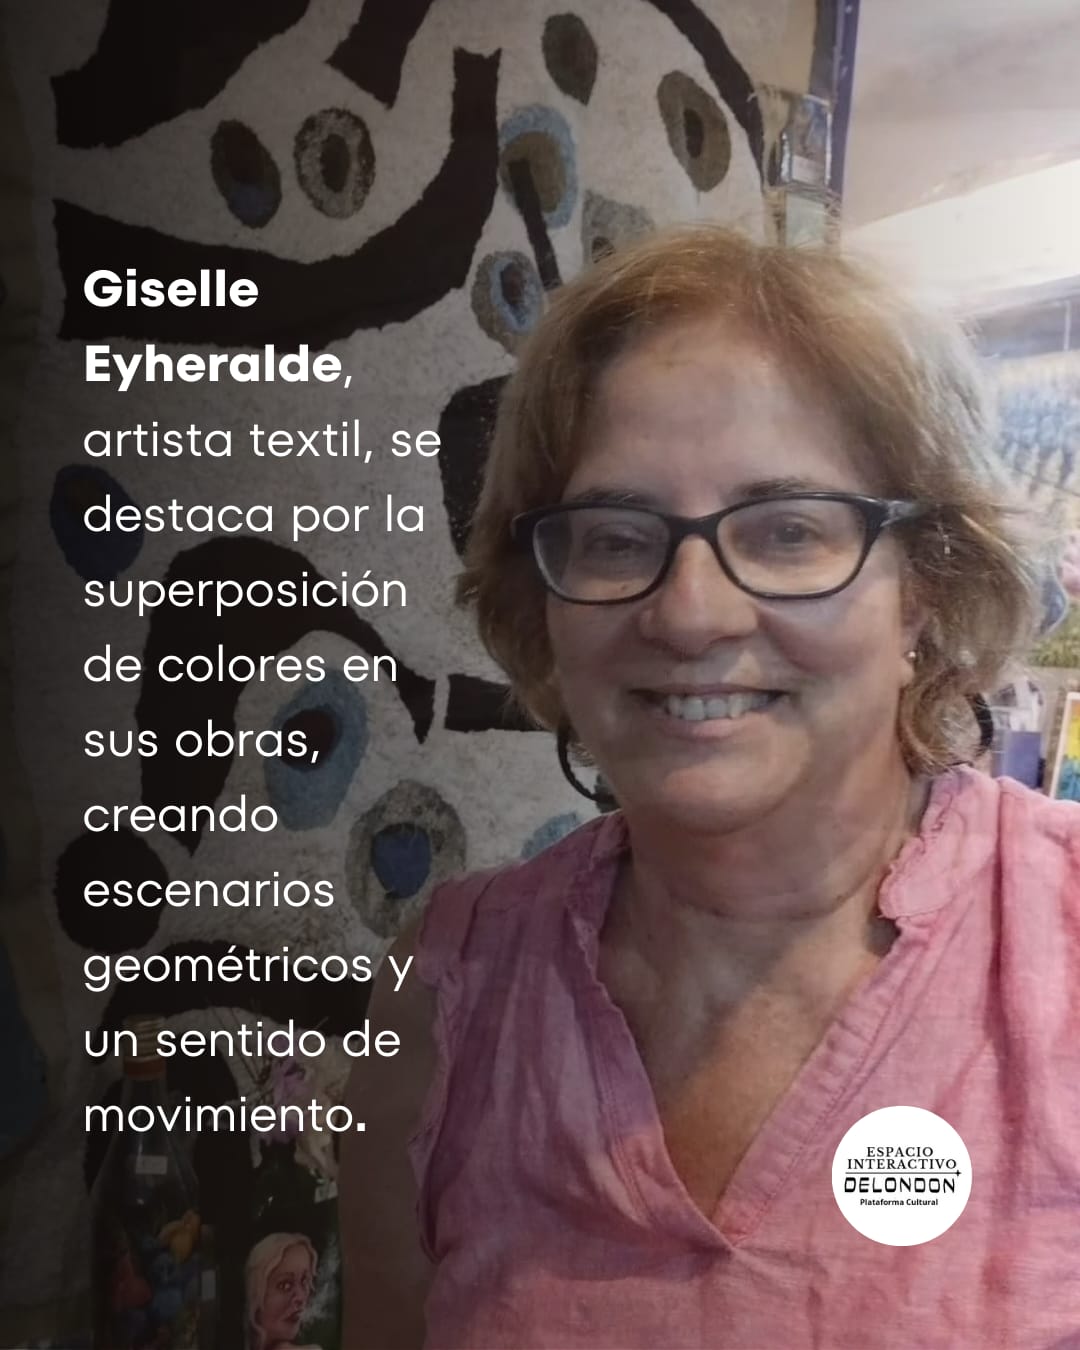 Giselle
Eyheralde,
artista textil, se
destaca por la
superposición
de colores en
sus obras,
creando
escenarios
geométricos y
un sentido de
movimiento.
ESPACIO
INTERACTIVO
DELONDON
Plataforma Cultural